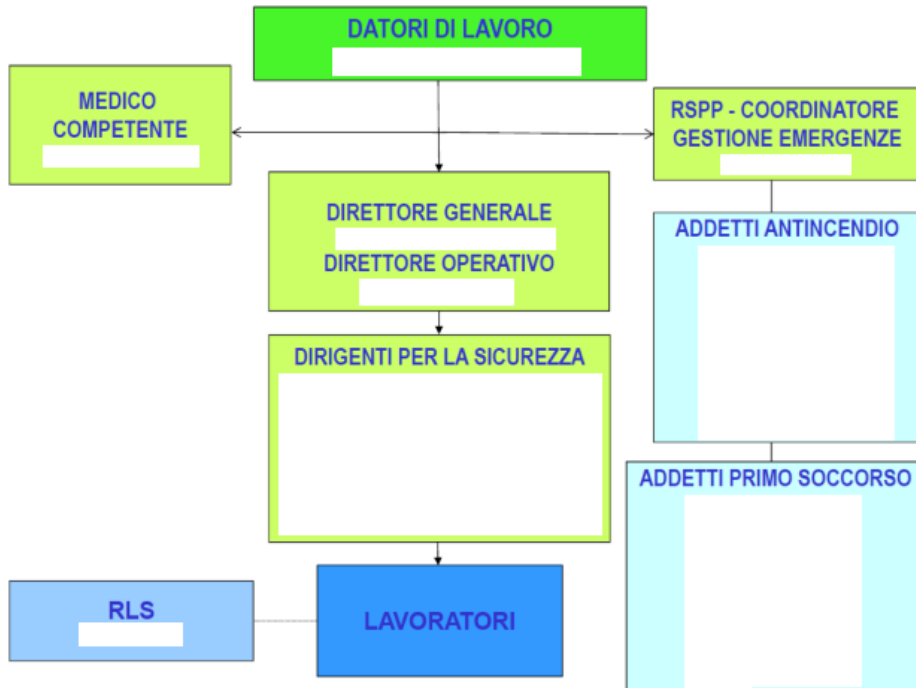 DATORI DI LAVORO
MEDICO
COMPETENTE
RSPP - COORDINATORE
GESTIONE EMERGENZE
DIRETTORE GENERALE
DIRETTORE OPERATIVO
ADDETTI ANTINCENDIO
DIRIGENTI PER LA SICUREZZA
ADDETTI PRIMO SOCCORSO
RLS
LAVORATORI